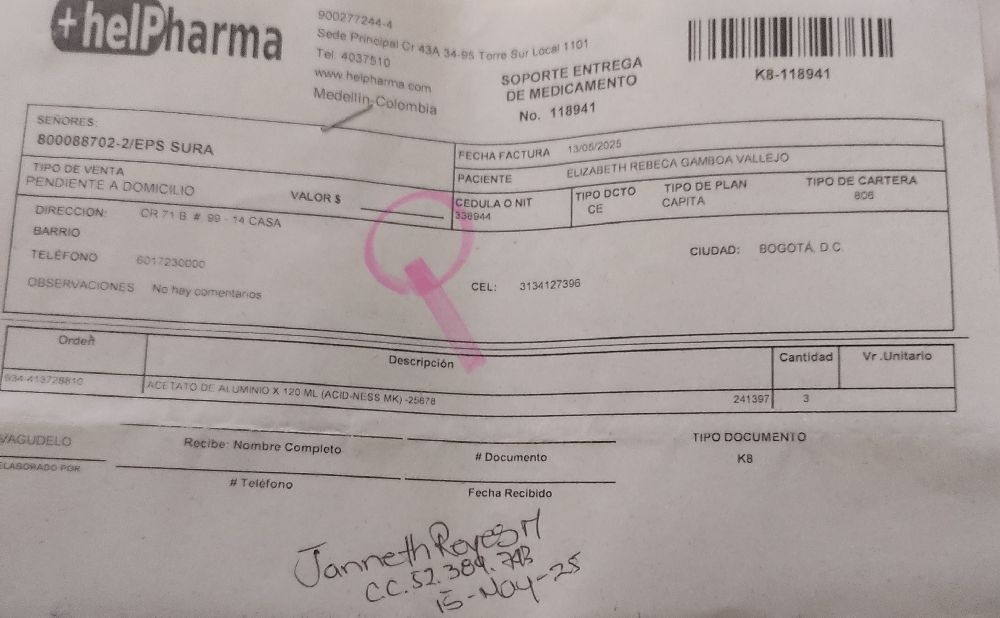 +helPharma
900277244-4
Sede Principal Cr 43A 34-95 Torre Sur Local 1101
Tel. 4037510
www.helpharma.com
Medellín-Colombia
SOPORTE ENTREGA
DE MEDICAMENTO
No. 118941
K8-118941
SEÑORES:
800088702-2/EPS SURA
TIPO DE VENTA
PENDIENTE A DOMICILIO
VALOR $
FECHA FACTURA 13/05/2025
PACIENTE ELIZABETH REBECA GAMBOA VALLEJO
CEDULA O NIT
338944
TIPO DCTO
CE
TIPO DE PLAN
CAPITA
TIPO DE CARTERA
806
DIRECCION: CR 71 B # 99 - 14 CASA
BARRIO
TELÉFONO 6017230000
CEL: 3134127396
CIUDAD: BOGOTÁ, D.C.
OBSERVACIONES No hay comentarios
Orden Descripción Cantidad Vr .Unitario
934-413728810 ACETATO DE ALUMINIO X 120 ML (ACID-NESS MK) -25678 241397 3
VAGUDELO
ELABORADO POR
Recibe: Nombre Completo
# Documento
# Teléfono
Fecha Recibido
TIPO DOCUMENTO
K8
Janneth Reyes M
CC. 52.389.743
15-May-25